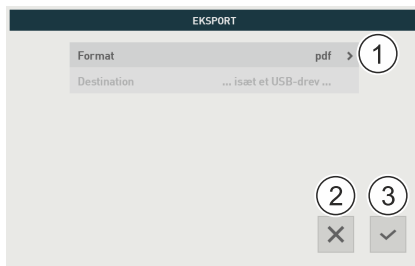 EKSPORT
Format pdf >
1
Destination ... isæt et USB-drev ...
2 3